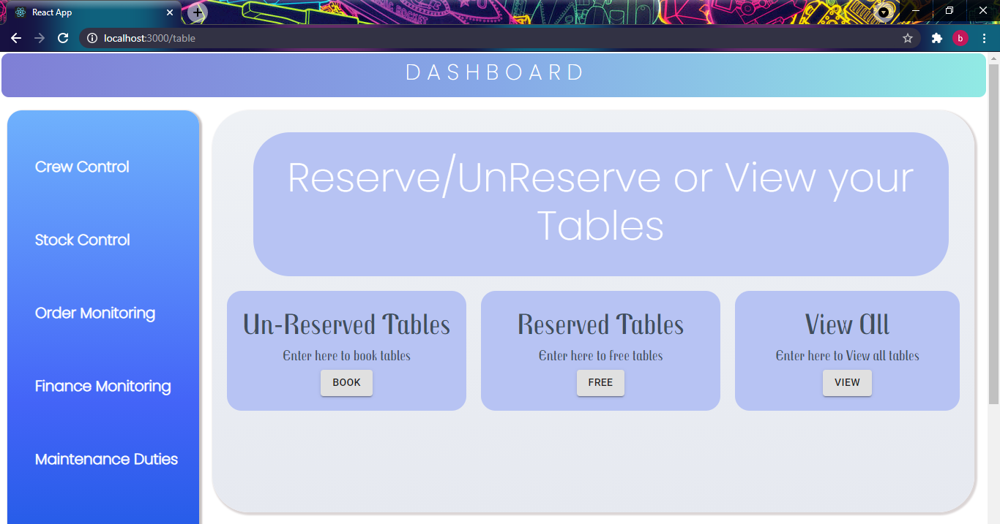 React App
localhost:3000/table
b
DASHBOARD
Crew Control
Stock Control
Order Monitoring
Finance Monitoring
Maintenance Duties
Reserve/UnReserve or View your
Tables
Un-Reserved Tables
Enter here to book tables
BOOK
Reserved Tables
Enter here to free tables
FREE
View All
Enter here to View all tables
VIEW